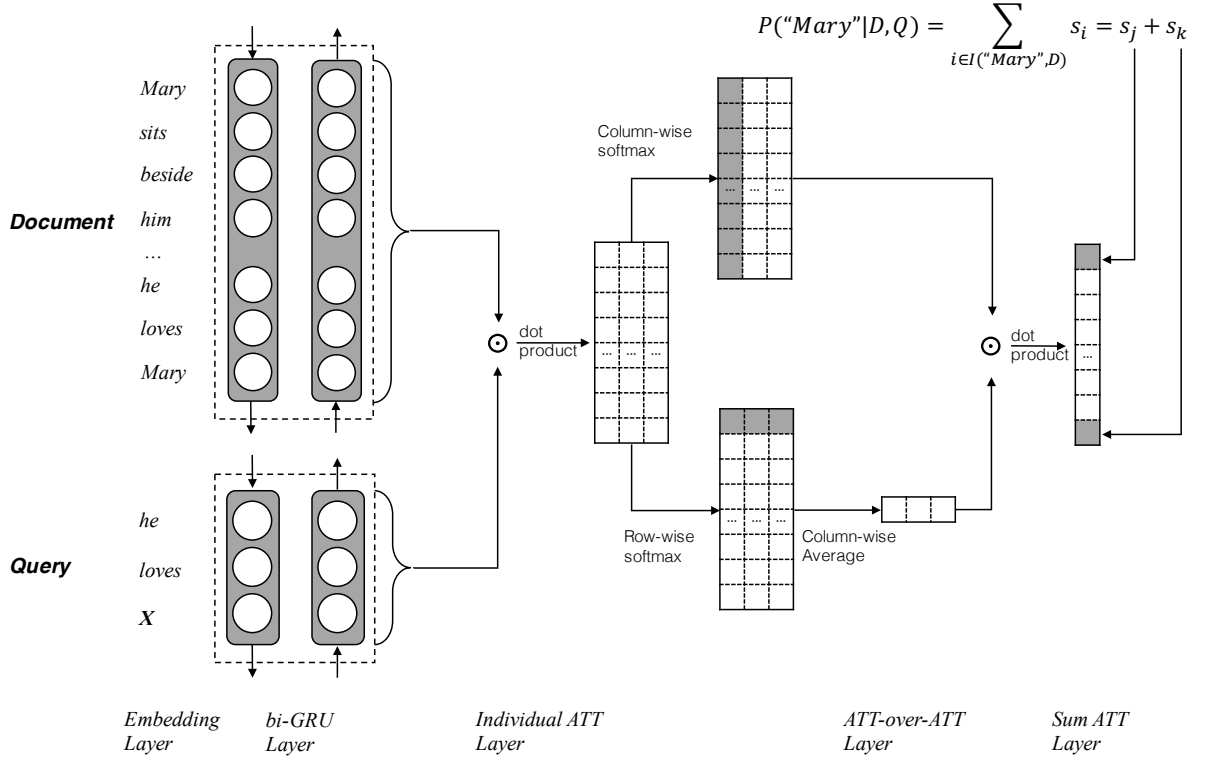 P(“Mary”|D,Q) = ∑ s_i = s_j + s_k
i∈I(“Mary”,D)
Document
Mary
sits
beside
him
...
he
loves
Mary
Query
he
loves
X
dot
product
... ... ...
Column-wise
softmax
... ... ...
Row-wise
softmax
... ... ...
Column-wise
Average
dot
product
...
Embedding
Layer
bi-GRU
Layer
Individual ATT
Layer
ATT-over-ATT
Layer
Sum ATT
Layer